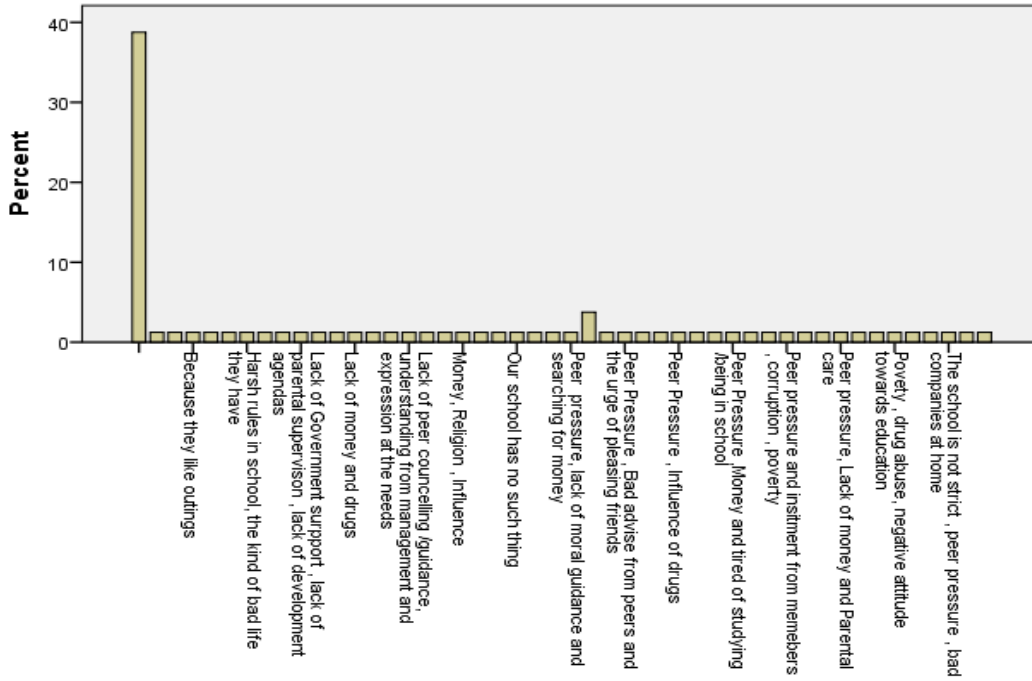 Percent
40
30
20
10
0
Because they like outings
Harsh rules in school, the kind of bad life
they have
Lack of Government surpport , lack of
parental supervison , lack of development
agendas
Lack of money and drugs
Lack of peer councelling /guidance,
understanding from management and
expression at the needs
Money, Religion , Influence
Our school has no such thing
Peer pressure, lack of moral guidance and
searching for money
Peer Pressure , Bad advise from peers and
the urge of pleasing friends
Peer Pressure , Influence of drugs
Peer Pressure ,Money and tired of studying
/being in school
Peer pressure and insitment from memebers
, corruption , poverty
Peer pressure, Lack of money and Parental
care
Povety , drug abuse, negative attitude
towards education
The school is not strict , peer pressure , bad
companies at home